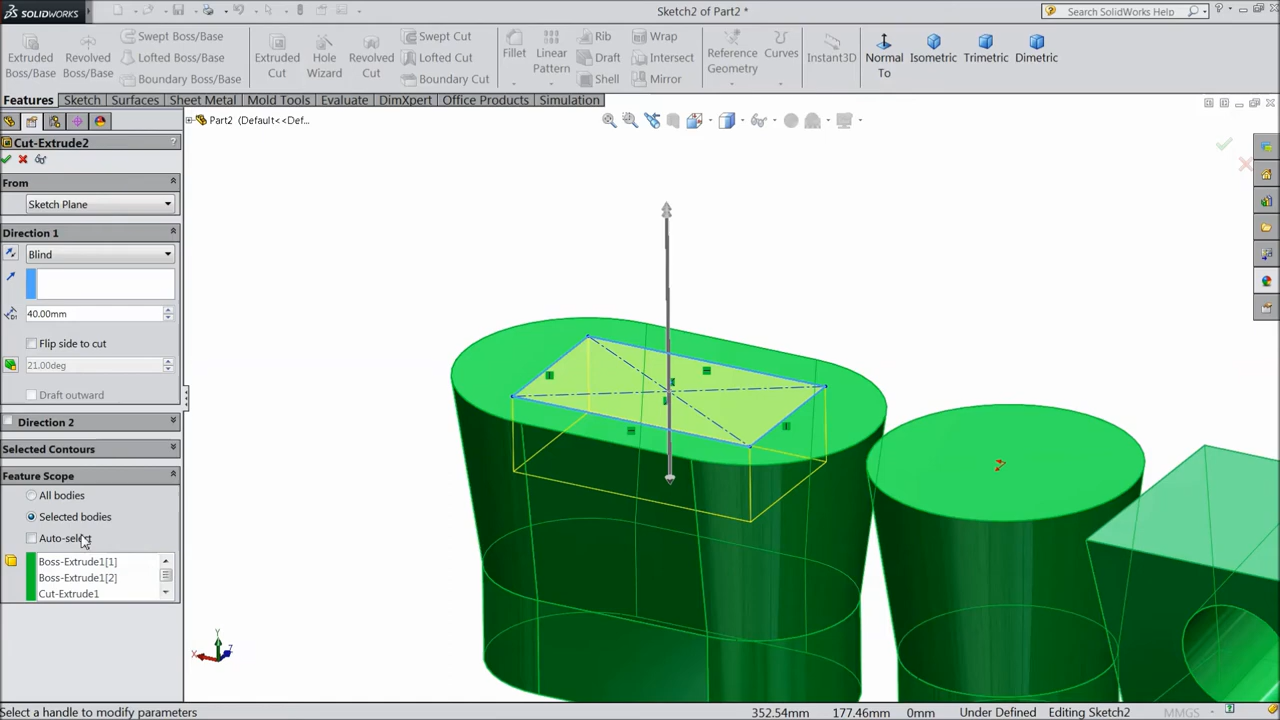 SOLIDWORKS
Sketch2 of Part2 *
Search SolidWorks Help
Extruded Boss/Base
Revolved Boss/Base
Swept Boss/Base
Lofted Boss/Base
Boundary Boss/Base
Extruded Cut
Hole Wizard
Revolved Cut
Swept Cut
Lofted Cut
Boundary Cut
Fillet
Linear Pattern
Rib
Draft
Shell
Wrap
Intersect
Mirror
Reference Geometry
Curves
Instant3D
Normal To
Isometric
Trimetric
Dimetric
Features Sketch Surfaces Sheet Metal Mold Tools Evaluate DimXpert Office Products Simulation
Part2 (Default<<Def...
Cut-Extrude2
?
From
Sketch Plane
Direction 1
Blind
40.00mm
Flip side to cut
21.00deg
Draft outward
Direction 2
Selected Contours
Feature Scope
All bodies
Selected bodies
Auto-select
Boss-Extrude1[1]
Boss-Extrude1[2]
Cut-Extrude1
Y
X
Z
Select a handle to modify parameters
352.54mm 177.46mm 0mm Under Defined Editing Sketch2 MMGS